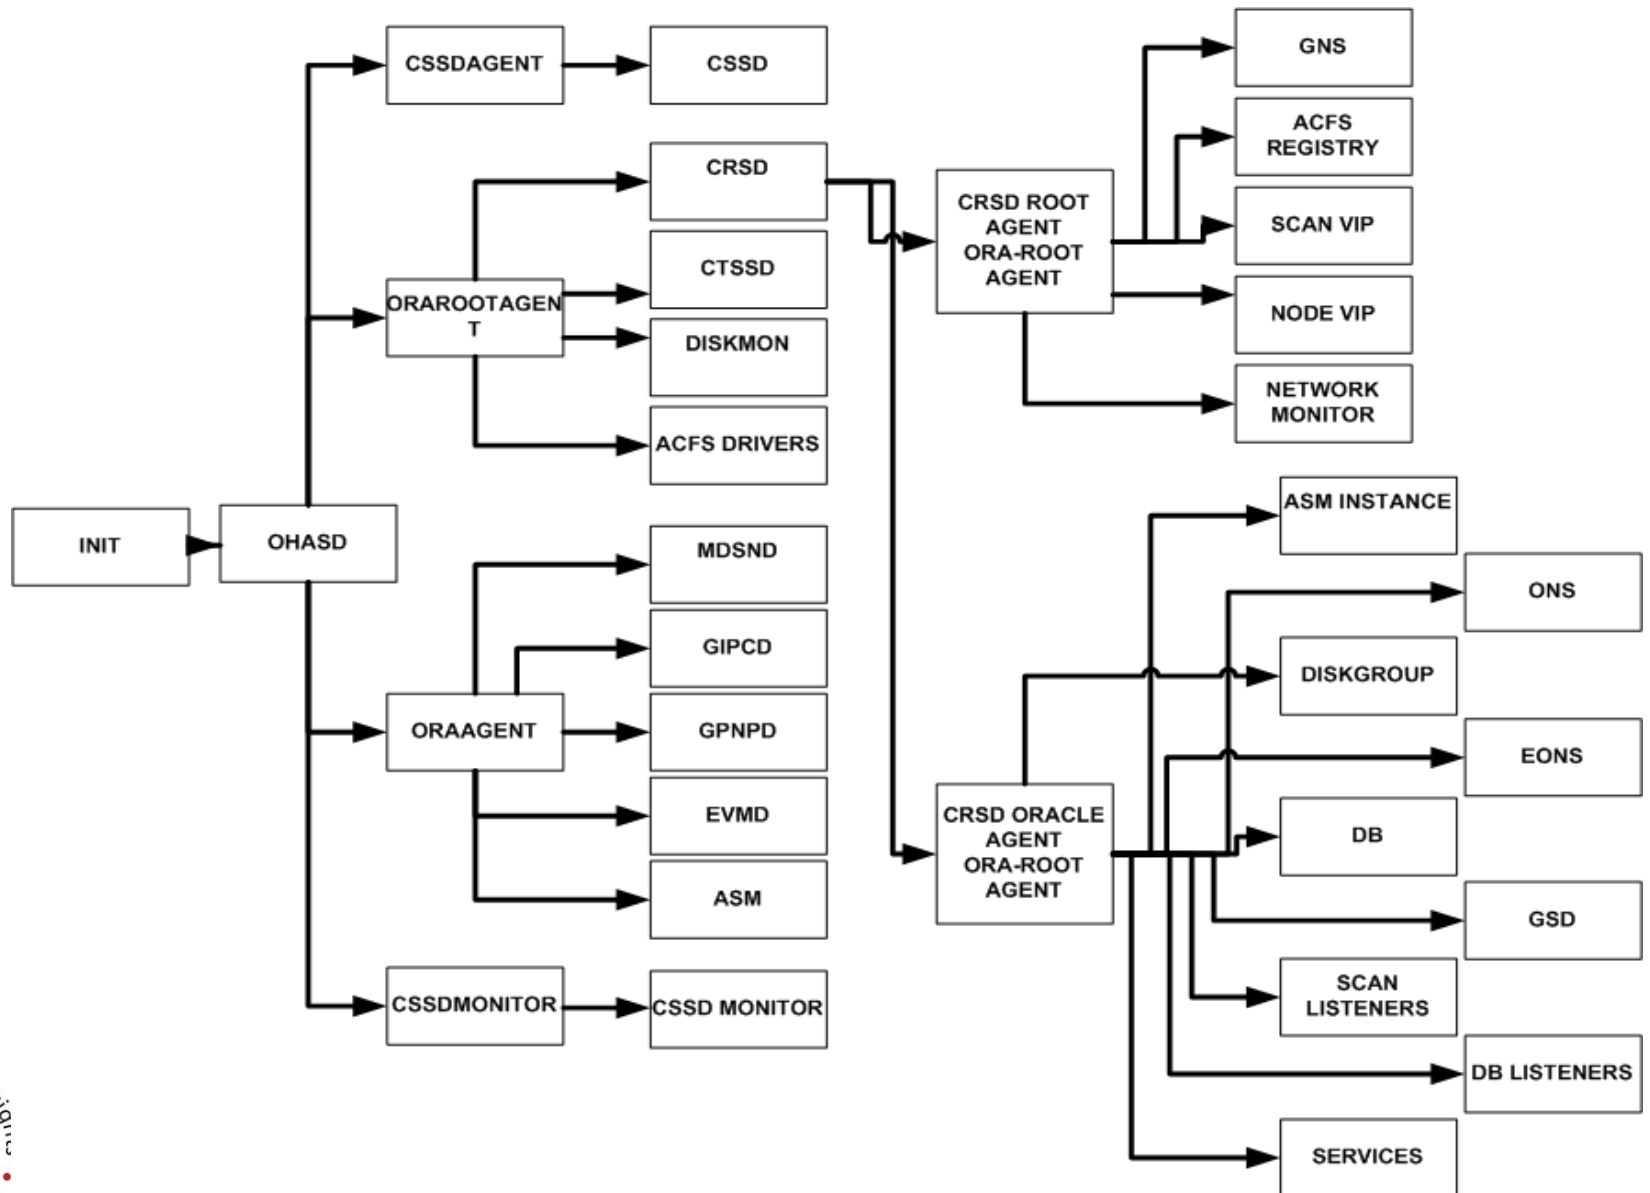 CSSDAGENT
CSSD
GNS
ACFS
REGISTRY
CRSD
CRSD ROOT
AGENT
ORA-ROOT
AGENT
SCAN VIP
CTSSD
ORAROOTAGEN
T
DISKMON
NODE VIP
NETWORK
MONITOR
ACFS DRIVERS
INIT
OHASD
MDSND
GIPCD
ORAAGENT
GPNPD
EVMD
ASM
CSSDMONITOR
CSSD MONITOR
ASM INSTANCE
ONS
DISKGROUP
EONS
CRSD ORACLE
AGENT
ORA-ROOT
AGENT
DB
GSD
SCAN
LISTENERS
DB LISTENERS
SERVICES